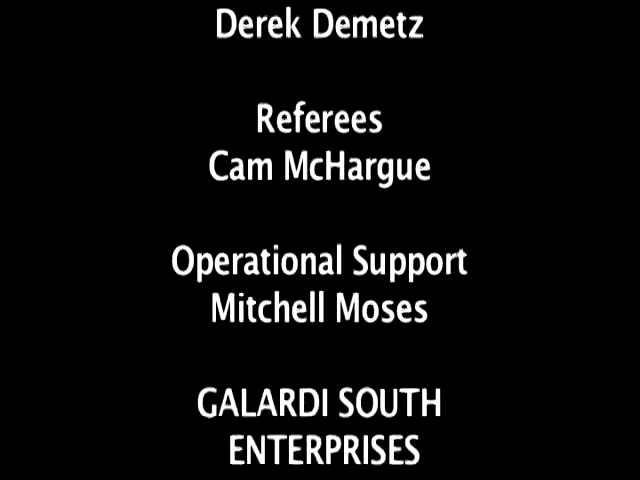 Derek Demetz
Referees
Cam McHargue
Operational Support
Mitchell Moses
GALARDI SOUTH
ENTERPRISES